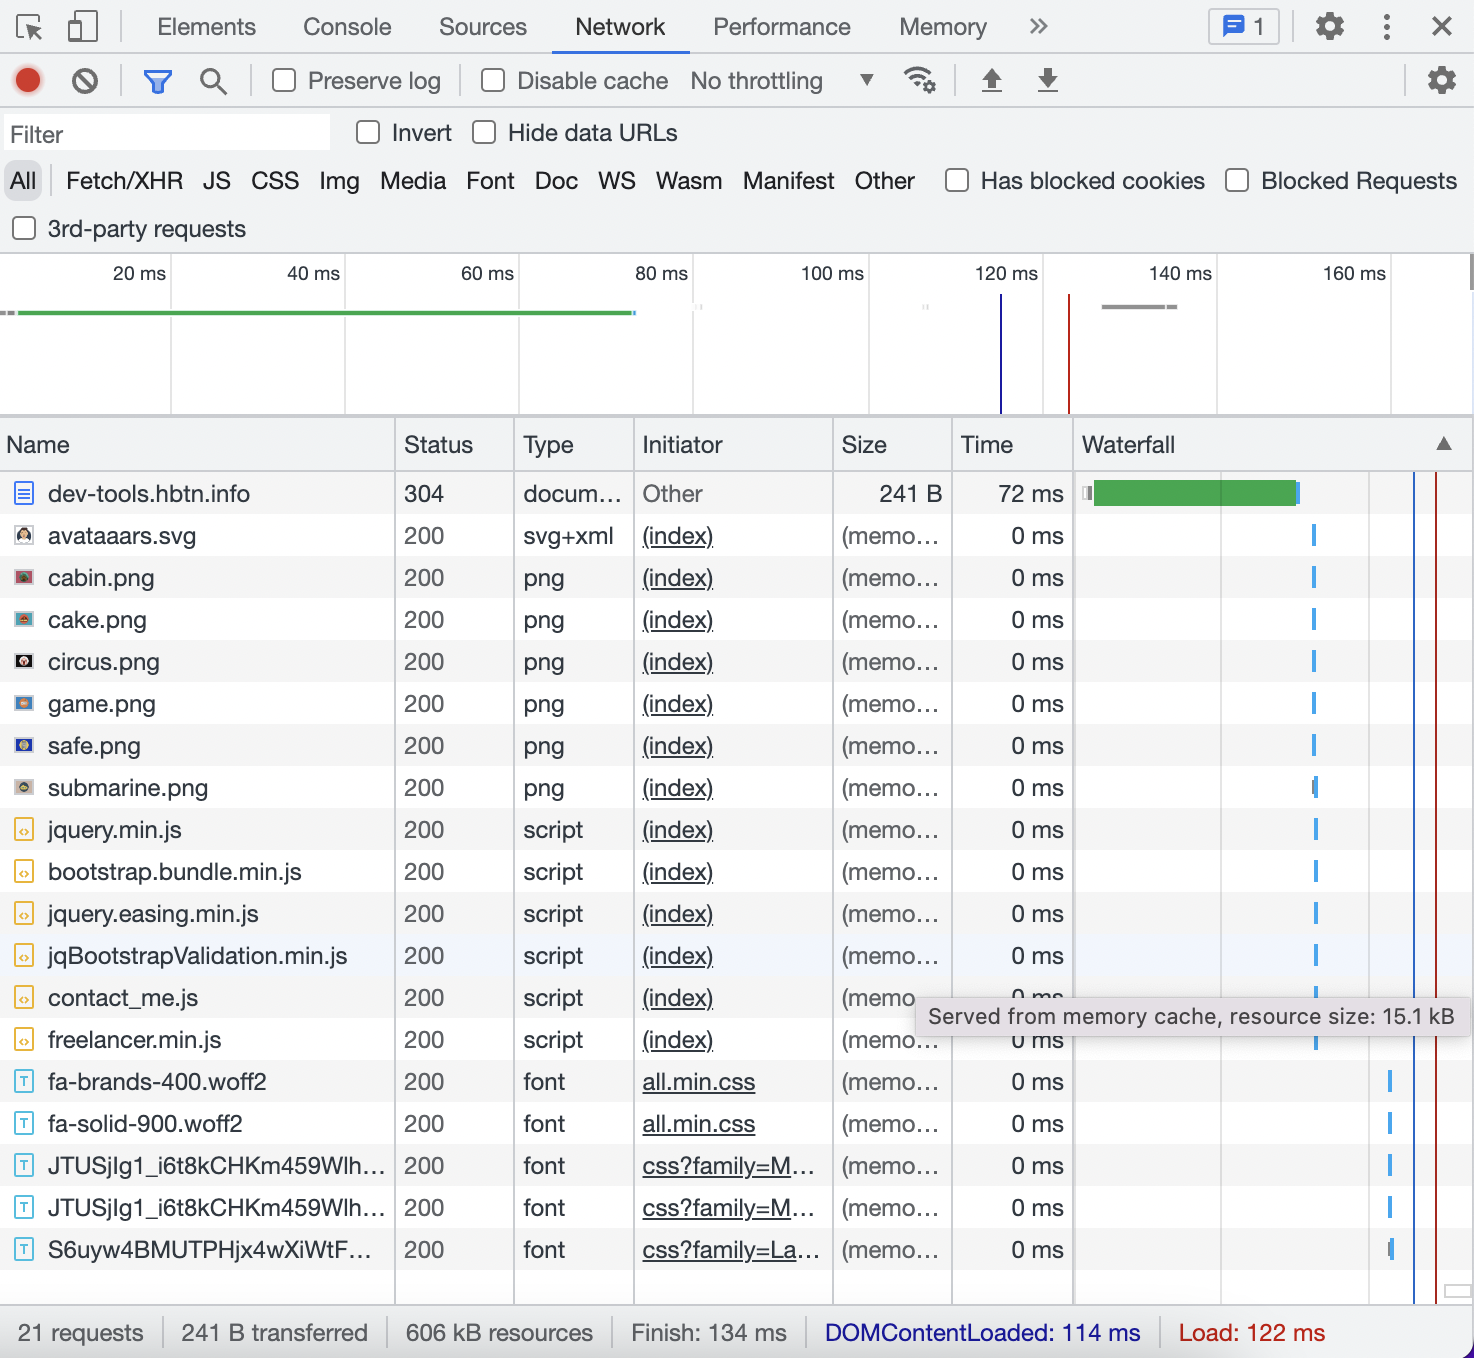 Elements Console Sources Network Performance Memory » 1
Preserve log Disable cache No throttling
Filter Invert Hide data URLs
All Fetch/XHR JS CSS Img Media Font Doc WS Wasm Manifest Other Has blocked cookies Blocked Requests
3rd-party requests
20 ms 40 ms 60 ms 80 ms 100 ms 120 ms 140 ms 160 ms
Name Status Type Initiator Size Time Waterfall
dev-tools.hbtn.info 304 docum... Other 241 B 72 ms
avataaars.svg 200 svg+xml (index) (memo... 0 ms
cabin.png 200 png (index) (memo... 0 ms
cake.png 200 png (index) (memo... 0 ms
circus.png 200 png (index) (memo... 0 ms
game.png 200 png (index) (memo... 0 ms
safe.png 200 png (index) (memo... 0 ms
submarine.png 200 png (index) (memo... 0 ms
jquery.min.js 200 script (index) (memo... 0 ms
bootstrap.bundle.min.js 200 script (index) (memo... 0 ms
jquery.easing.min.js 200 script (index) (memo... 0 ms
jqBootstrapValidation.min.js 200 script (index) (memo... 0 ms
contact_me.js 200 script (index) (memo 0 ms
Served from memory cache, resource size: 15.1 kB
freelancer.min.js 200 script (index) (memo... 0 ms
fa-brands-400.woff2 200 font all.min.css (memo... 0 ms
fa-solid-900.woff2 200 font all.min.css (memo... 0 ms
JTUSjIg1_i6t8kCHKm459Wlh... 200 font css?family=M... (memo... 0 ms
JTUSjIg1_i6t8kCHKm459Wlh... 200 font css?family=M... (memo... 0 ms
S6uyw4BMUTPHjx4wXiWtF... 200 font css?family=La... (memo... 0 ms
21 requests 241 B transferred 606 kB resources Finish: 134 ms DOMContentLoaded: 114 ms Load: 122 ms